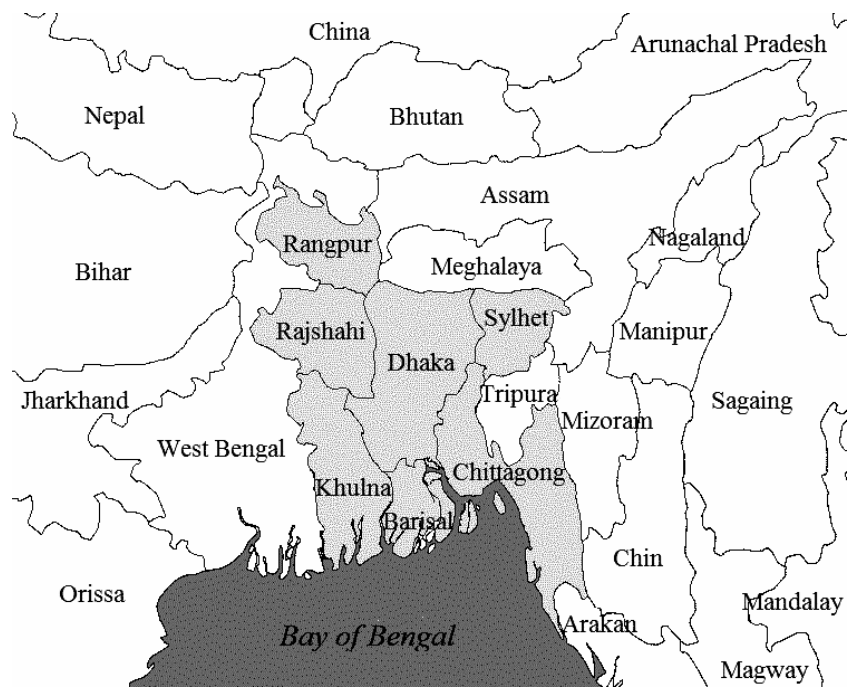 China
Arunachal Pradesh
Nepal
Bhutan
Assam
Rangpur
Nagaland
Bihar
Meghalaya
Sylhet
Rajshahi
Manipur
Dhaka
Jharkhand
Tripura
Sagaing
Mizoram
West Bengal
Chittagong
Khulna
Barisal
Chin
Orissa
Mandalay
Arakan
Bay of Bengal
Magway